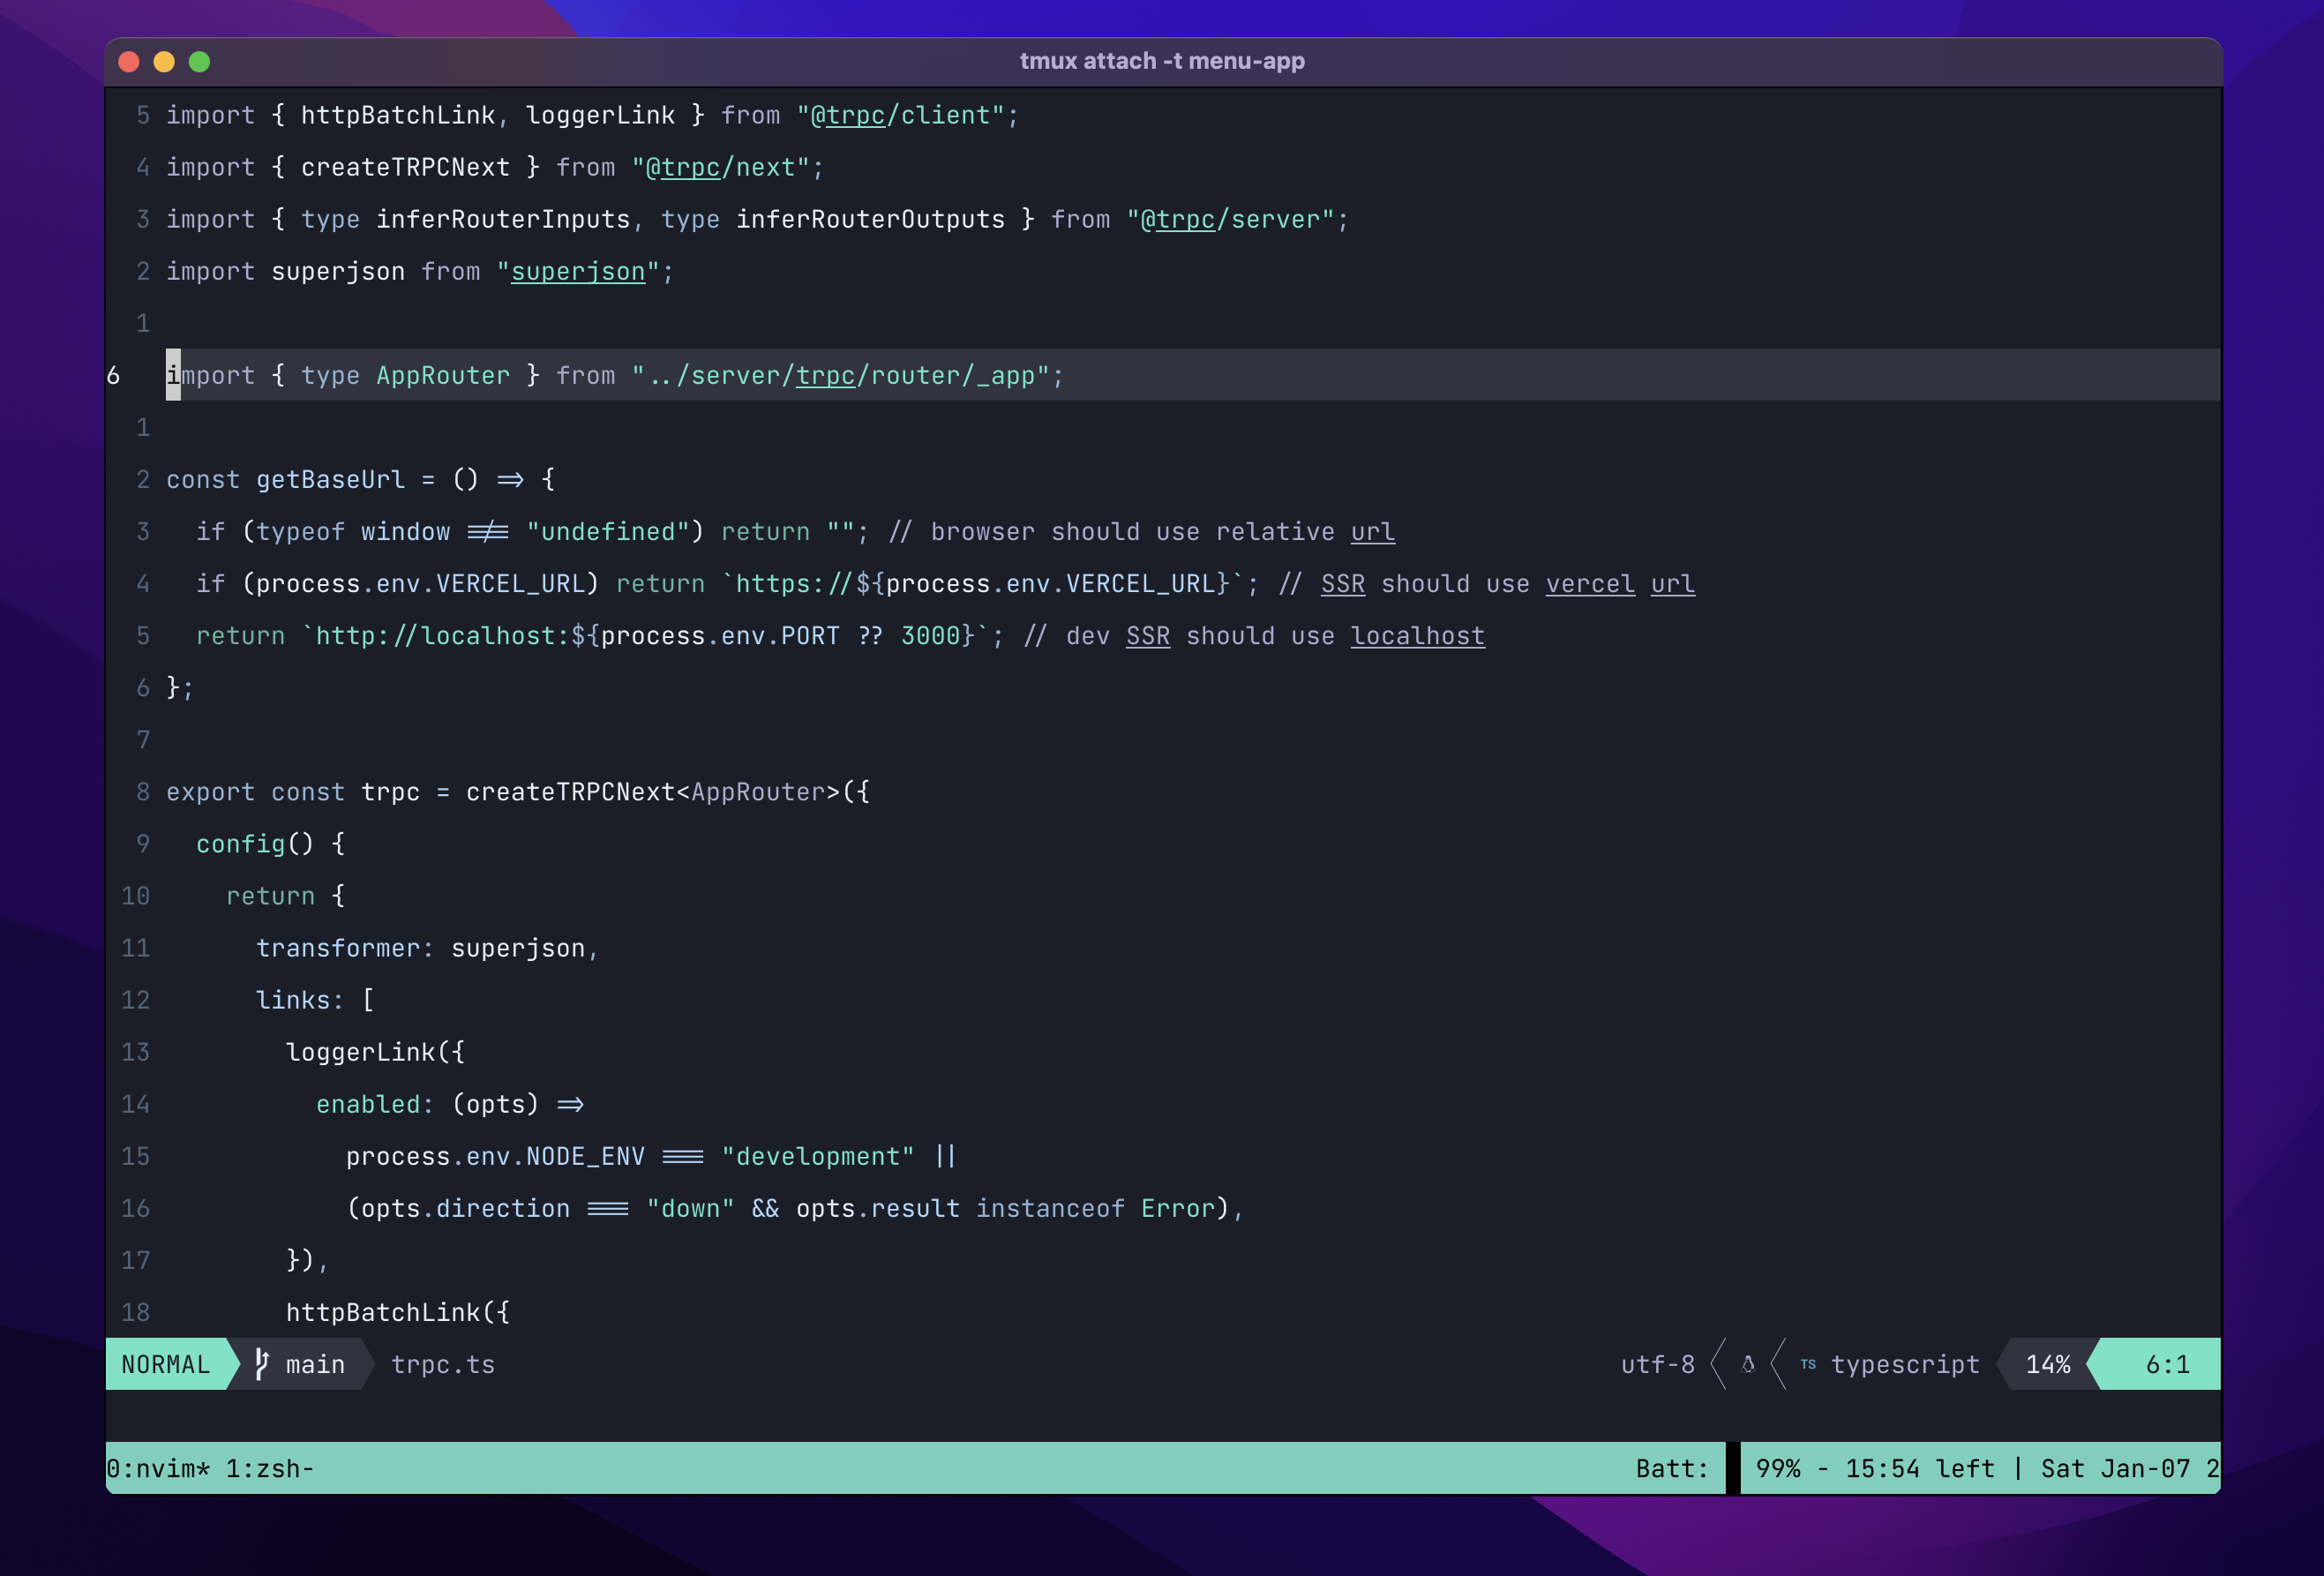 tmux attach -t menu-app
5 import { httpBatchLink, loggerLink } from "@trpc/client";
4 import { createTRPCNext } from "@trpc/next";
3 import { type inferRouterInputs, type inferRouterOutputs } from "@trpc/server";
2 import superjson from "superjson";
1
6 import { type AppRouter } from "../server/trpc/router/_app";
1
2 const getBaseUrl = () => {
3   if (typeof window !== "undefined") return ""; // browser should use relative url
4   if (process.env.VERCEL_URL) return `https://${process.env.VERCEL_URL}`; // SSR should use vercel url
5   return `http://localhost:${process.env.PORT ?? 3000}`; // dev SSR should use localhost
6 };
7
8 export const trpc = createTRPCNext<AppRouter>({
9   config() {
10     return {
11       transformer: superjson,
12       links: [
13         loggerLink({
14           enabled: (opts) =>
15             process.env.NODE_ENV === "development" ||
16             (opts.direction === "down" && opts.result instanceof Error),
17         }),
18         httpBatchLink({
NORMAL main trpc.ts utf-8 TS typescript 14% 6:1
0:nvim* 1:zsh- Batt: 99% - 15:54 left | Sat Jan-07 2